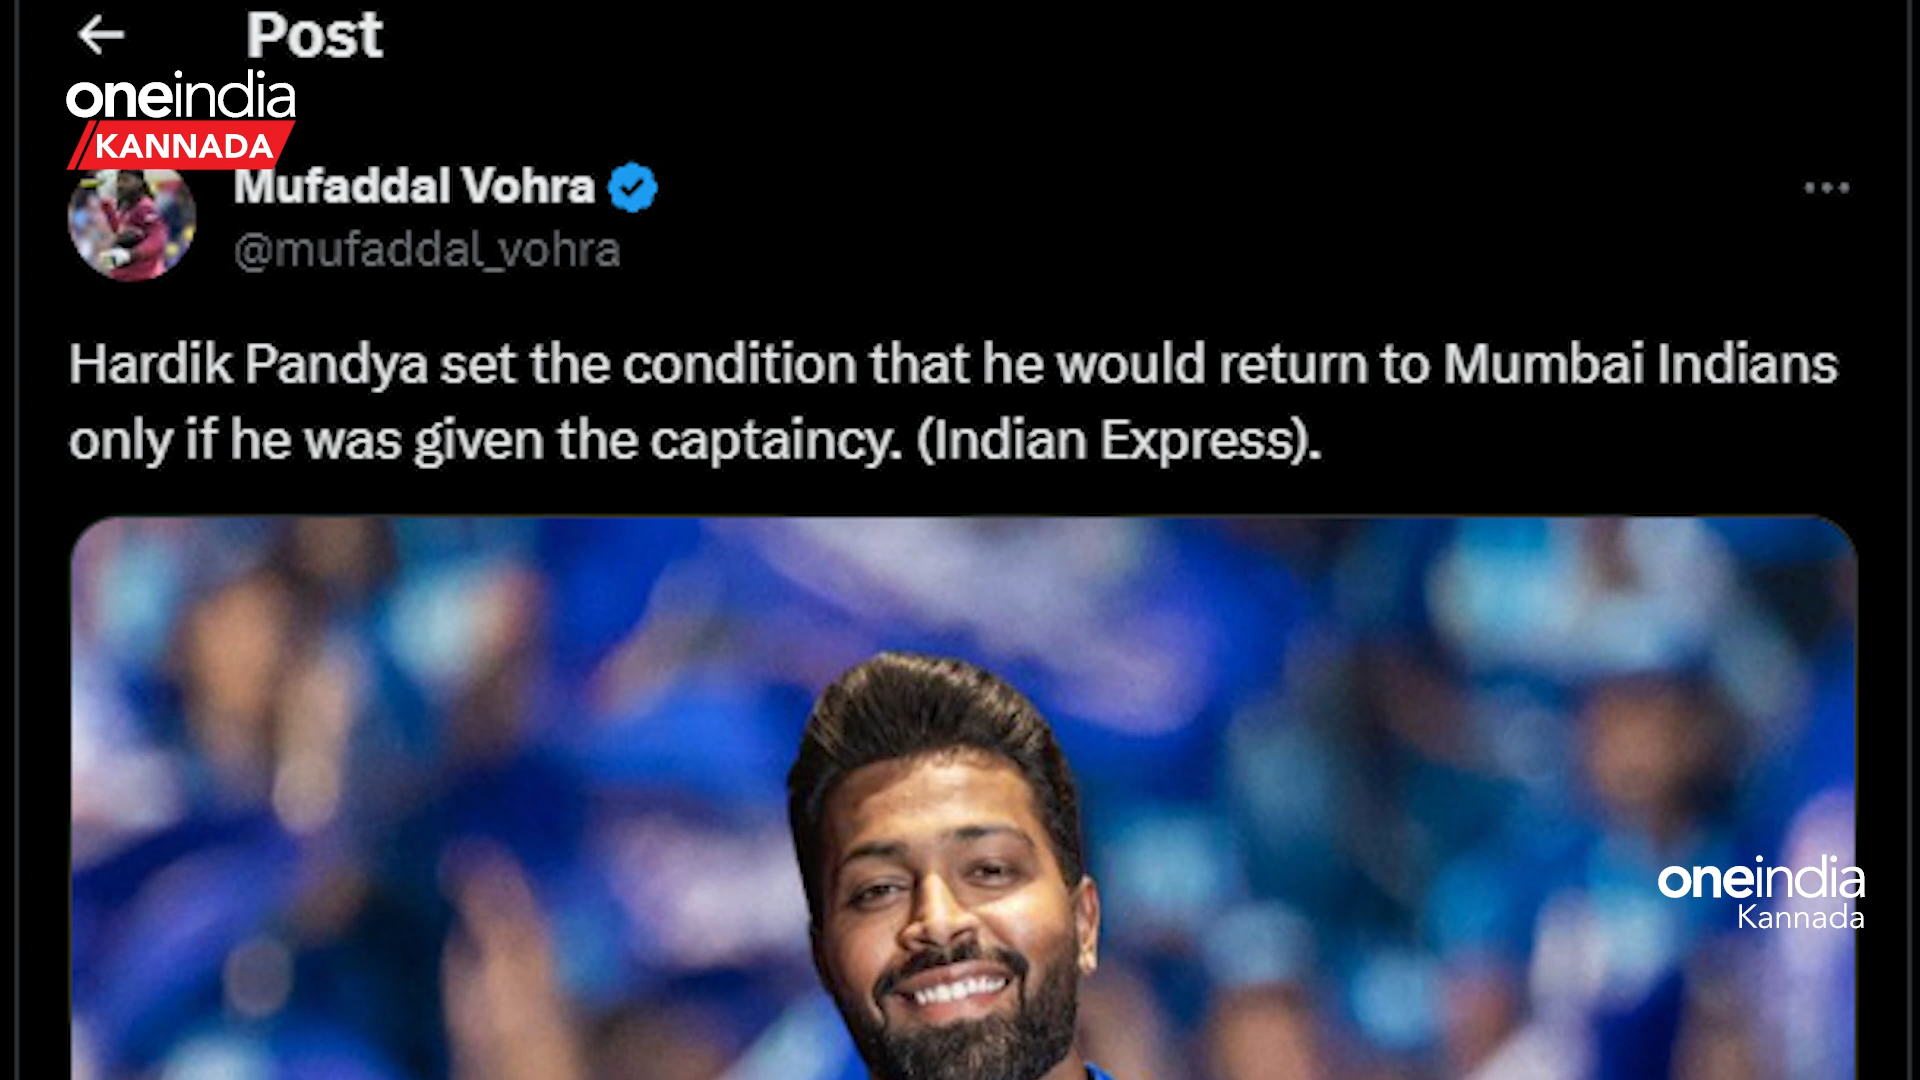 Post
oneindia
KANNADA
Mufaddal Vohra
@mufaddal_vohra
Hardik Pandya set the condition that he would return to Mumbai Indians
only if he was given the captaincy. (Indian Express).
oneindia
Kannada